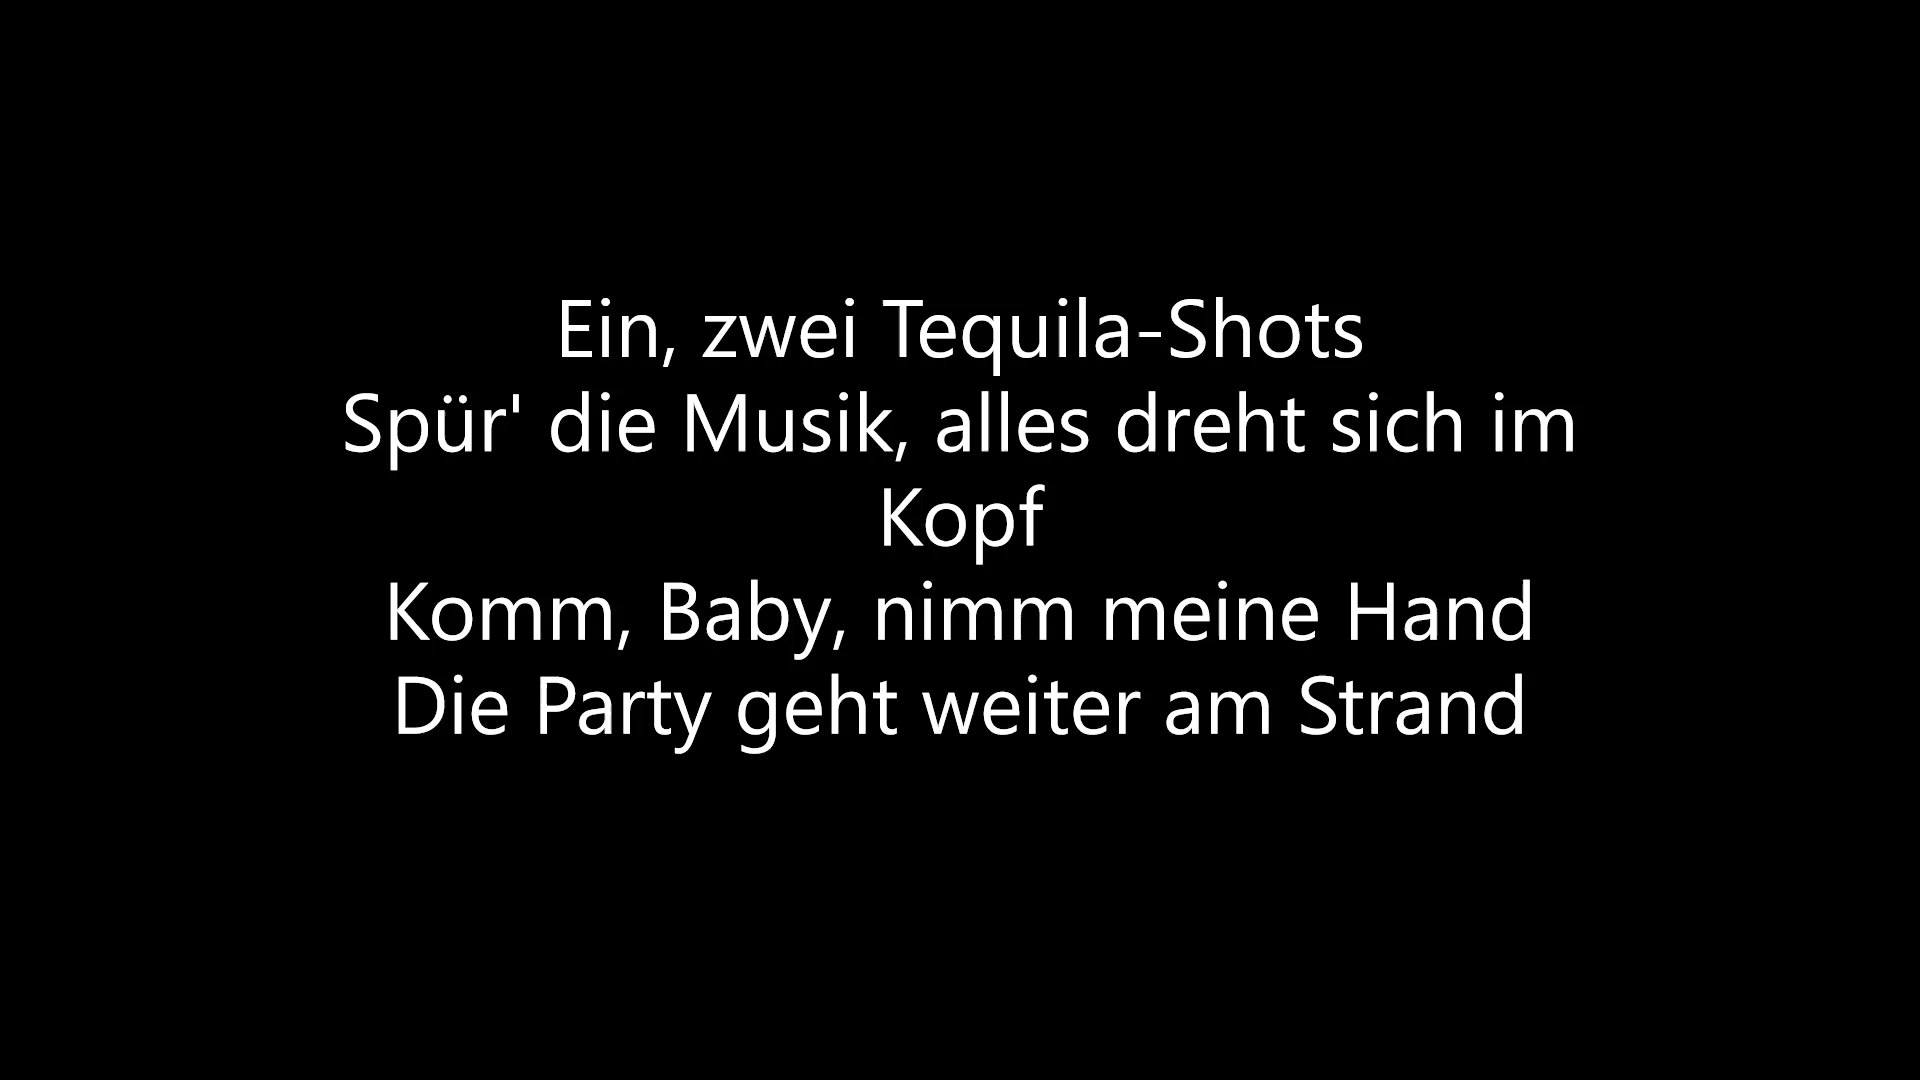 Ein, zwei Tequila-Shots
Spür' die Musik, alles dreht sich im
Kopf
Komm, Baby, nimm meine Hand
Die Party geht weiter am Strand